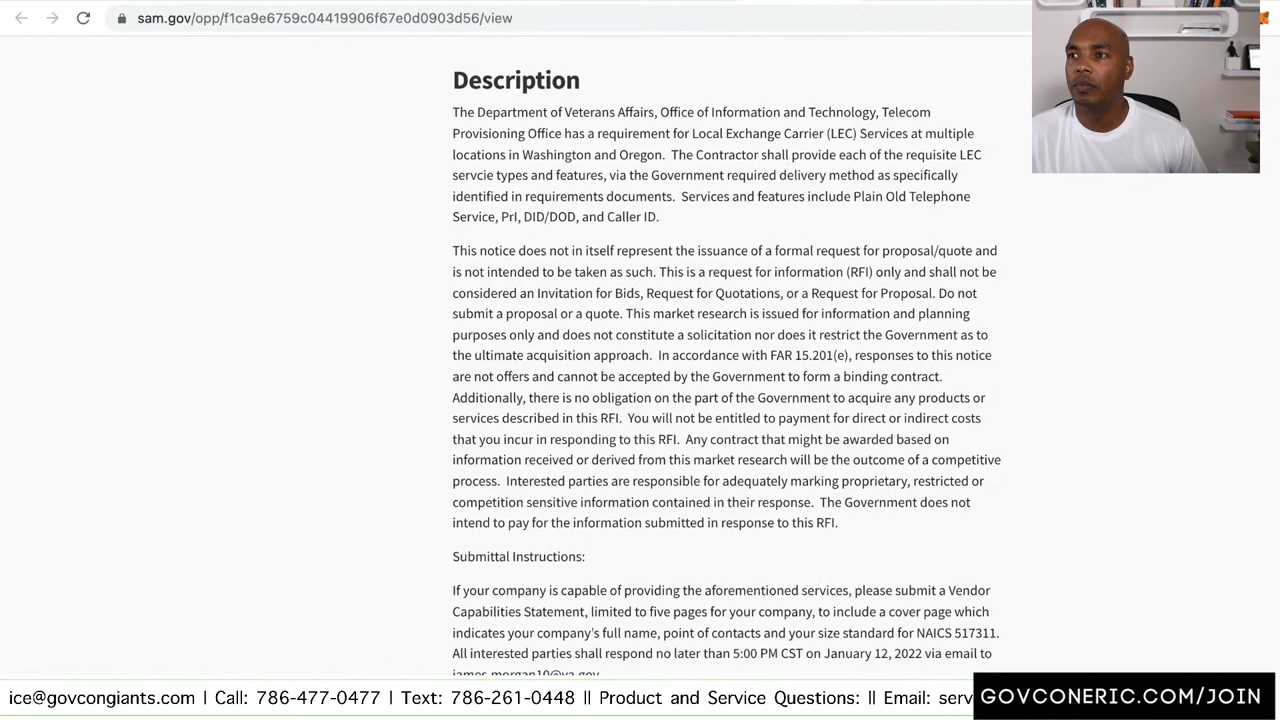 sam.gov/opp/f1ca9e6759c04419906f67e0d0903d56/view
Description
The Department of Veterans Affairs, Office of Information and Technology, Telecom
Provisioning Office has a requirement for Local Exchange Carrier (LEC) Services at multiple
locations in Washington and Oregon.  The Contractor shall provide each of the requisite LEC
servcie types and features, via the Government required delivery method as specifically
identified in requirements documents.  Services and features include Plain Old Telephone
Service, PrI, DID/DOD, and Caller ID.
This notice does not in itself represent the issuance of a formal request for proposal/quote and
is not intended to be taken as such. This is a request for information (RFI) only and shall not be
considered an Invitation for Bids, Request for Quotations, or a Request for Proposal. Do not
submit a proposal or a quote. This market research is issued for information and planning
purposes only and does not constitute a solicitation nor does it restrict the Government as to
the ultimate acquisition approach.  In accordance with FAR 15.201(e), responses to this notice
are not offers and cannot be accepted by the Government to form a binding contract.
Additionally, there is no obligation on the part of the Government to acquire any products or
services described in this RFI.  You will not be entitled to payment for direct or indirect costs
that you incur in responding to this RFI.  Any contract that might be awarded based on
information received or derived from this market research will be the outcome of a competitive
process.  Interested parties are responsible for adequately marking proprietary, restricted or
competition sensitive information contained in their response.  The Government does not
intend to pay for the information submitted in response to this RFI.
Submittal Instructions:
If your company is capable of providing the aforementioned services, please submit a Vendor
Capabilities Statement, limited to five pages for your company, to include a cover page which
indicates your company's full name, point of contacts and your size standard for NAICS 517311.
All interested parties shall respond no later than 5:00 PM CST on January 12, 2022 via email to
james.morgan10@va.gov
ice@govcongiants.com | Call: 786-477-0477 | Text: 786-261-0448 || Product and Service Questions: || Email: serv
GOVCONERIC.COM/JOIN